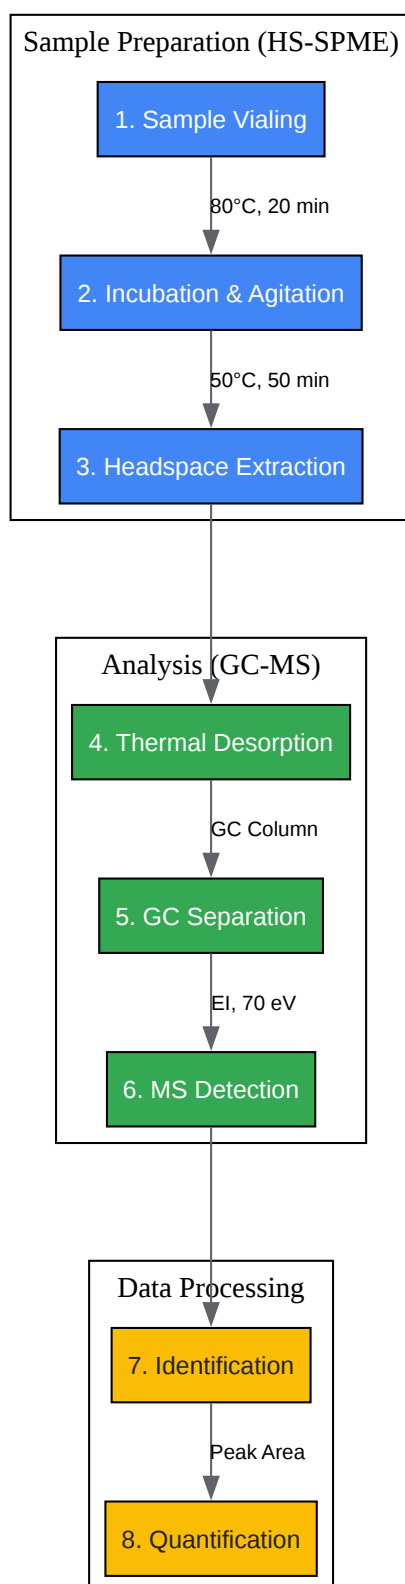 Sample Preparation (HS-SPME)
1. Sample Vialing
80°C, 20 min
2. Incubation & Agitation
50°C, 50 min
3. Headspace Extraction
Analysis (GC-MS)
4. Thermal Desorption
GC Column
5. GC Separation
EI, 70 eV
6. MS Detection
Data Processing
7. Identification
Peak Area
8. Quantification